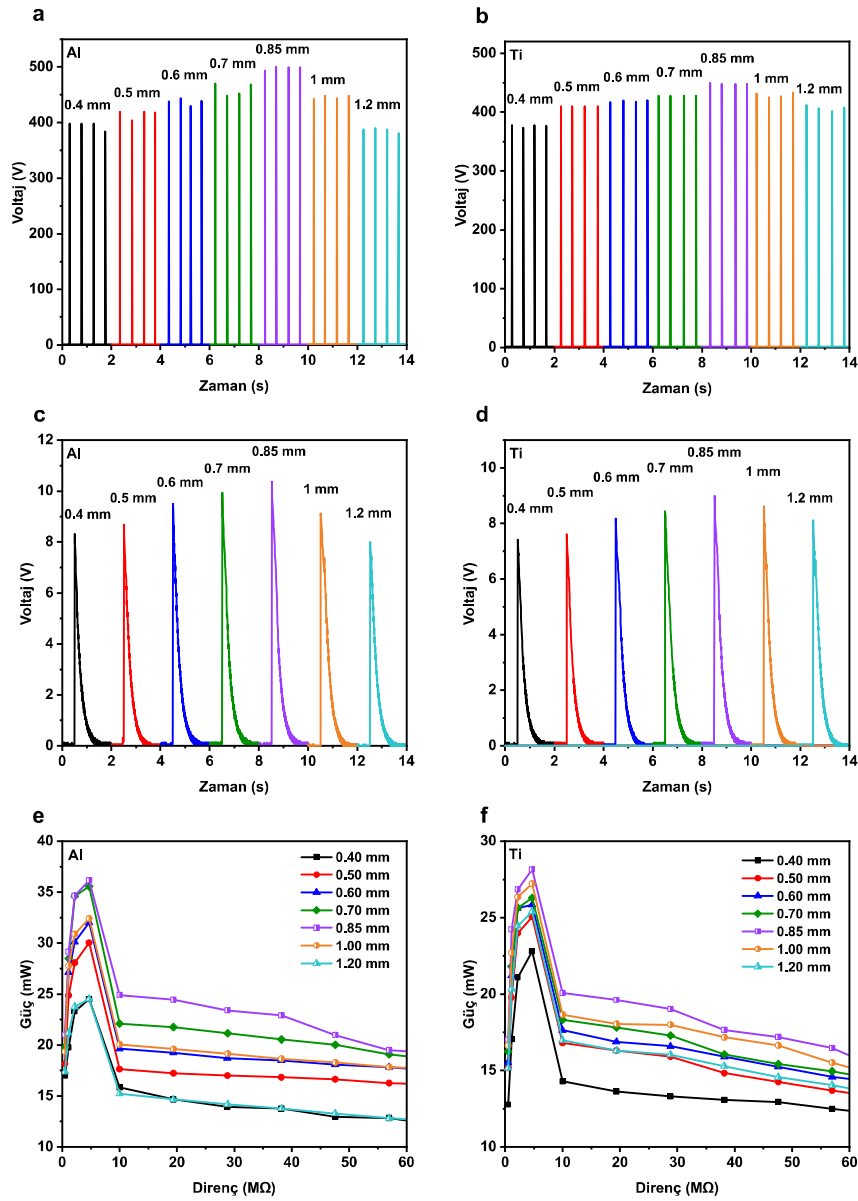 a
Al
500
400
300
200
100
0
0 2 4 6 8 10 12 14
Voltaj (V)
Zaman (s)
0.4 mm
0.5 mm
0.6 mm
0.7 mm
0.85 mm
1 mm
1.2 mm
b
Ti
500
400
300
200
100
0
0 2 4 6 8 10 12 14
Voltaj (V)
Zaman (s)
0.4 mm
0.5 mm
0.6 mm
0.7 mm
0.85 mm
1 mm
1.2 mm
c
Al
12
10
8
6
4
2
0
0 2 4 6 8 10 12 14
Voltaj (V)
Zaman (s)
0.4 mm
0.5 mm
0.6 mm
0.7 mm
0.85 mm
1 mm
1.2 mm
d
Ti
10
8
6
4
2
0
0 2 4 6 8 10 12 14
Voltaj (V)
Zaman (s)
0.4 mm
0.5 mm
0.6 mm
0.7 mm
0.85 mm
1 mm
1.2 mm
e
Al
40
35
30
25
20
15
10
0 10 20 30 40 50 60
Güç (mW)
Direnç (MΩ)
0.40 mm
0.50 mm
0.60 mm
0.70 mm
0.85 mm
1.00 mm
1.20 mm
f
Ti
30
25
20
15
10
0 10 20 30 40 50 60
Güç (mW)
Direnç (MΩ)
0.40 mm
0.50 mm
0.60 mm
0.70 mm
0.85 mm
1.00 mm
1.20 mm